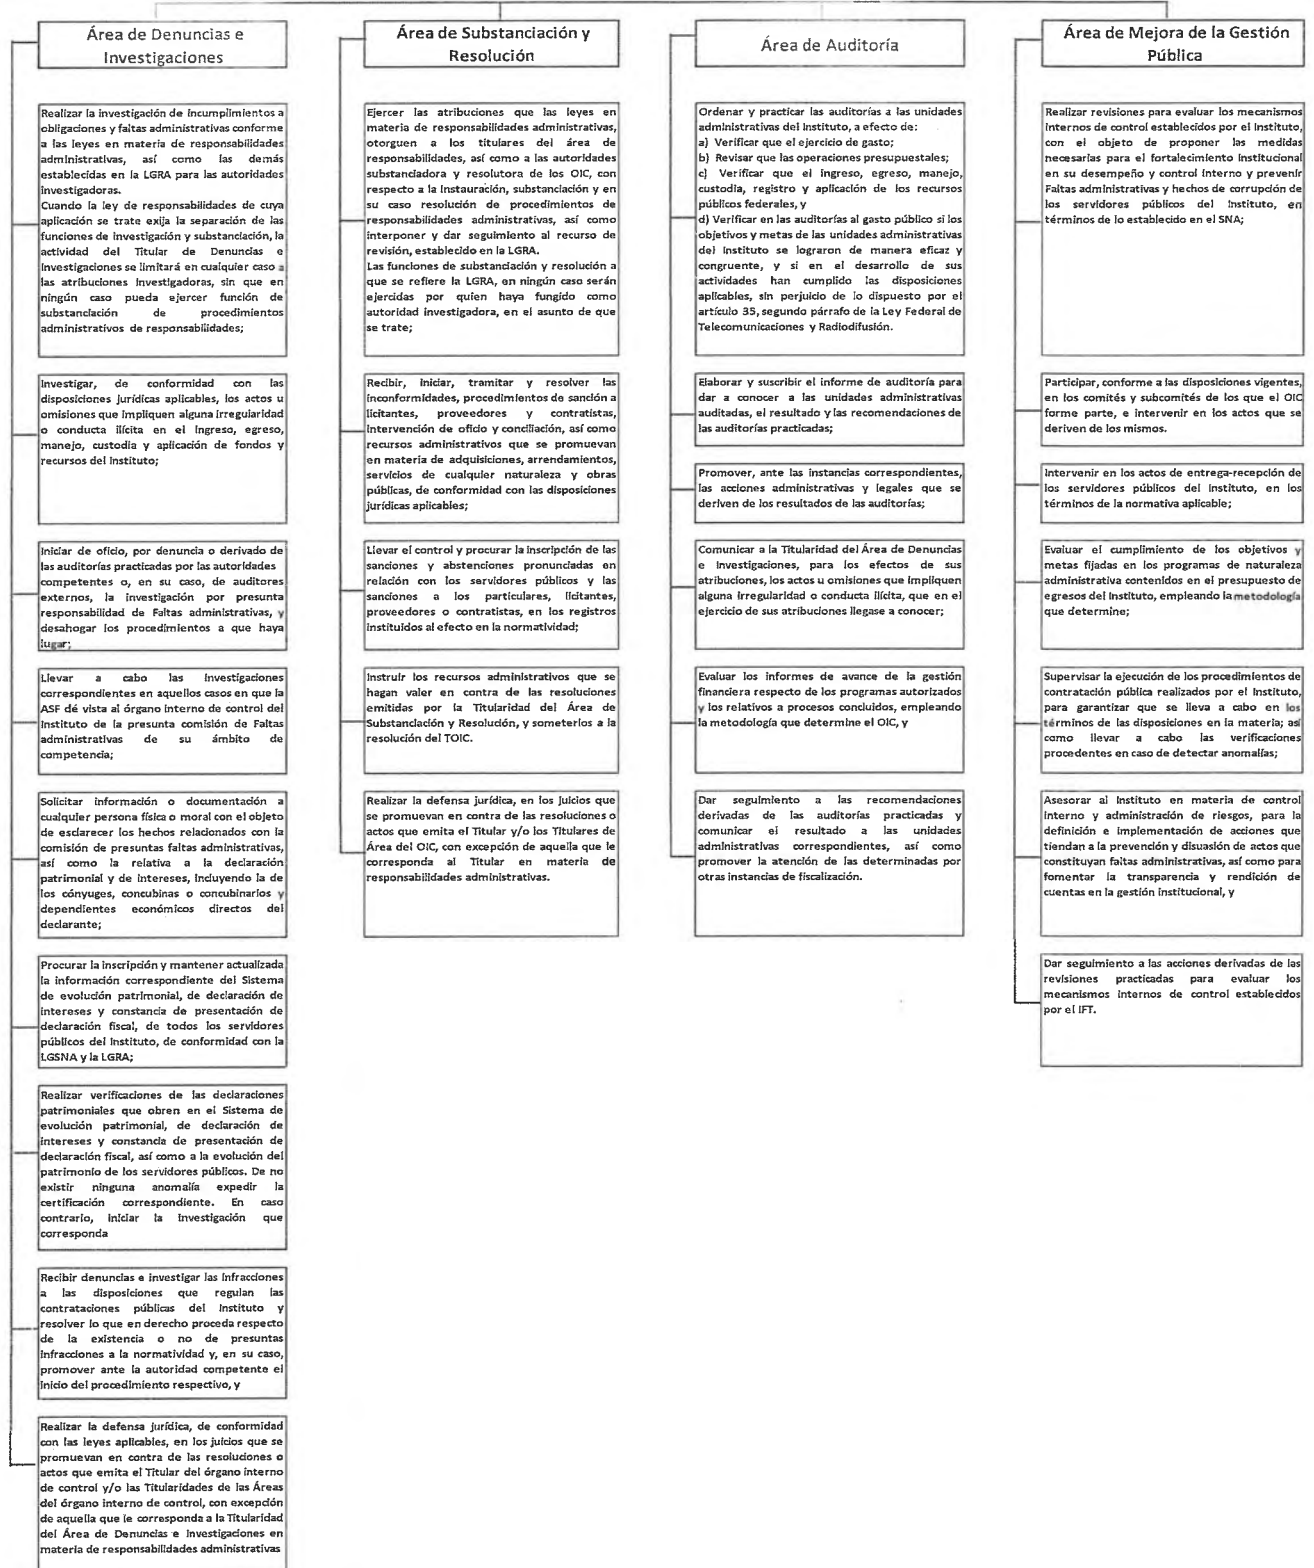 Área de Denuncias e
Investigaciones
Realizar la investigación de incumplimientos a
obligaciones y faltas administrativas conforme
a las leyes en materia de responsabilidades
administrativas, así como las demás
establecidas en la LGRA para las autoridades
investigadoras.
Cuando la ley de responsabilidades de cuya
aplicación se trate exija la separación de las
funciones de investigación y substanciación, la
actividad del Titular de Denuncias e
Investigaciones se limitará en cualquier caso a
las atribuciones investigadoras, sin que en
ningún caso pueda ejercer función de
substanciación de procedimientos
administrativos de responsabilidades;
Investigar, de conformidad con las
disposiciones jurídicas aplicables, los actos u
omisiones que impliquen alguna irregularidad
o conducta ilícita en el ingreso, egreso,
manejo, custodia y aplicación de fondos y
recursos del Instituto;
Iniciar de oficio, por denuncia o derivado de
las auditorías practicadas por las autoridades
competentes o, en su caso, de auditores
externos, la investigación por presunta
responsabilidad de Faltas administrativas, y
desahogar los procedimientos a que haya
lugar;
Llevar a cabo las investigaciones
correspondientes en aquellos casos en que la
ASF dé vista al órgano interno de control del
Instituto de la presunta comisión de Faltas
administrativas de su ámbito de
competencia;
Solicitar información o documentación a
cualquier persona física o moral con el objeto
de esclarecer los hechos relacionados con la
comisión de presuntas faltas administrativas,
así como la relativa a la declaración
patrimonial y de intereses, incluyendo la de
los cónyuges, concubinas o concubinarios y
dependientes económicos directos del
declarante;
Procurar la inscripción y mantener actualizada
la información correspondiente del Sistema
de evolución patrimonial, de declaración de
intereses y constancia de presentación de
declaración fiscal, de todos los servidores
públicos del Instituto, de conformidad con la
LGSNA y la LGRA;
Realizar verificaciones de las declaraciones
patrimoniales que obren en el Sistema de
evolución patrimonial, de declaración de
intereses y constancia de presentación de
declaración fiscal, así como a la evolución del
patrimonio de los servidores públicos. De no
existir ninguna anomalía expedir la
certificación correspondiente. En caso
contrario, iniciar la investigación que
corresponda
Recibir denuncias e investigar las infracciones
a las disposiciones que regulan las
contrataciones públicas del Instituto y
resolver lo que en derecho proceda respecto
de la existencia o no de presuntas
infracciones a la normatividad y, en su caso,
promover ante la autoridad competente el
inicio del procedimiento respectivo, y
Realizar la defensa jurídica, de conformidad
con las leyes aplicables, en los juicios que se
promuevan en contra de las resoluciones o
actos que emita el Titular del órgano interno
de control y/o las Titularidades de las Áreas
del órgano interno de control, con excepción
de aquella que le corresponda a la Titularidad
del Área de Denuncias e Investigaciones en
materia de responsabilidades administrativas
Área de Substanciación y
Resolución
Ejercer las atribuciones que las leyes en
materia de responsabilidades administrativas,
otorguen a los titulares del área de
responsabilidades, así como a las autoridades
substanciadora y resolutora de los OIC, con
respecto a la instauración, substanciación y en
su caso resolución de procedimientos de
responsabilidades administrativas, así como
interponer y dar seguimiento al recurso de
revisión, establecido en la LGRA.
Las funciones de substanciación y resolución a
que se refiere la LGRA, en ningún caso serán
ejercidas por quien haya fungido como
autoridad investigadora, en el asunto de que
se trate;
Recibir, iniciar, tramitar y resolver las
inconformidades, procedimientos de sanción a
licitantes, proveedores y contratistas,
intervención de oficio y conciliación, así como
recursos administrativos que se promuevan
en materia de adquisiciones, arrendamientos,
servicios de cualquier naturaleza y obras
públicas, de conformidad con las disposiciones
jurídicas aplicables;
Llevar el control y procurar la inscripción de las
sanciones y abstenciones pronunciadas en
relación con los servidores públicos y las
sanciones a los particulares, licitantes,
proveedores o contratistas, en los registros
instituidos al efecto en la normatividad;
Instruir los recursos administrativos que se
hagan valer en contra de las resoluciones
emitidas por la Titularidad del Área de
Substanciación y Resolución, y someterlos a la
resolución del TOIC.
Realizar la defensa jurídica, en los juicios que
se promuevan en contra de las resoluciones o
actos que emita el Titular y/o los Titulares de
Área del OIC, con excepción de aquella que le
corresponda al Titular en materia de
responsabilidades administrativas.
Área de Auditoría
Ordenar y practicar las auditorías a las unidades
administrativas del Instituto, a efecto de:
a) Verificar que el ejercicio de gasto;
b) Revisar que las operaciones presupuestales;
c) Verificar que el ingreso, egreso, manejo,
custodia, registro y aplicación de los recursos
públicos federales, y
d) Verificar en las auditorías al gasto público si los
objetivos y metas de las unidades administrativas
del Instituto se lograron de manera eficaz y
congruente, y si en el desarrollo de sus
actividades han cumplido las disposiciones
aplicables, sin perjuicio de lo dispuesto por el
artículo 35, segundo párrafo de la Ley Federal de
Telecomunicaciones y Radiodifusión.
Elaborar y suscribir el informe de auditoría para
dar a conocer a las unidades administrativas
auditadas, el resultado y las recomendaciones de
las auditorías practicadas;
Promover, ante las instancias correspondientes,
las acciones administrativas y legales que se
deriven de los resultados de las auditorías;
Comunicar a la Titularidad del Área de Denuncias
e Investigaciones, para los efectos de sus
atribuciones, los actos u omisiones que impliquen
alguna irregularidad o conducta ilícita, que en el
ejercicio de sus atribuciones llegase a conocer;
Evaluar los informes de avance de la gestión
financiera respecto de los programas autorizados
y los relativos a procesos concluidos, empleando
la metodología que determine el OIC, y
Dar seguimiento a las recomendaciones
derivadas de las auditorías practicadas y
comunicar el resultado a las unidades
administrativas correspondientes, así como
promover la atención de las determinadas por
otras instancias de fiscalización.
Área de Mejora de la Gestión
Pública
Realizar revisiones para evaluar los mecanismos
internos de control establecidos por el Instituto,
con el objeto de proponer las medidas
necesarias para el fortalecimiento institucional
en su desempeño y control interno y prevenir
Faltas administrativas y hechos de corrupción de
los servidores públicos del Instituto, en
términos de lo establecido en el SNA;
Participar, conforme a las disposiciones vigentes,
en los comités y subcomités de los que el OIC
forme parte, e intervenir en los actos que se
deriven de los mismos.
Intervenir en los actos de entrega-recepción de
los servidores públicos del Instituto, en los
términos de la normativa aplicable;
Evaluar el cumplimiento de los objetivos y
metas fijadas en los programas de naturaleza
administrativa contenidos en el presupuesto de
egresos del Instituto, empleando la metodología
que determine;
Supervisar la ejecución de los procedimientos de
contratación pública realizados por el Instituto,
para garantizar que se lleva a cabo en los
términos de las disposiciones en la materia; así
como llevar a cabo las verificaciones
procedentes en caso de detectar anomalías;
Asesorar al Instituto en materia de control
interno y administración de riesgos, para la
definición e implementación de acciones que
tiendan a la prevención y disuasión de actos que
constituyan faltas administrativas, así como para
fomentar la transparencia y rendición de
cuentas en la gestión institucional, y
Dar seguimiento a las acciones derivadas de las
revisiones practicadas para evaluar los
mecanismos internos de control establecidos
por el IFT.